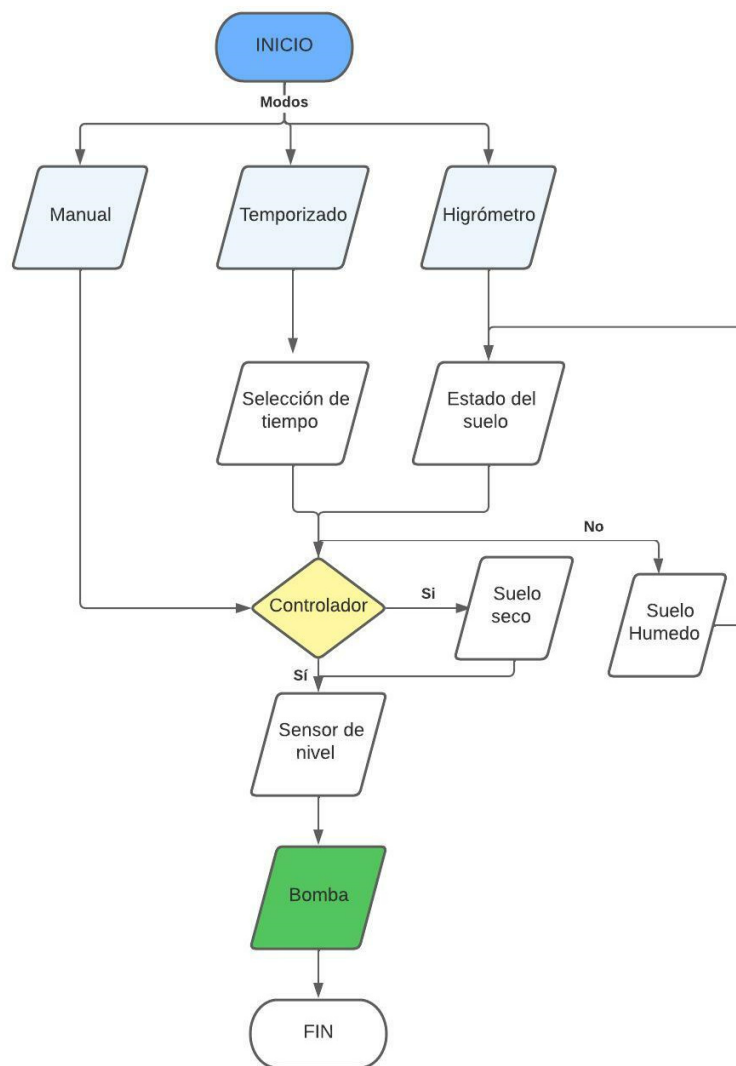 INICIO
Modos
Manual
Temporizado
Higrómetro
Selección de
tiempo
Estado del
suelo
No
Controlador
Si
Suelo
seco
Suelo
Humedo
Sí
Sensor de
nivel
Bomba
FIN